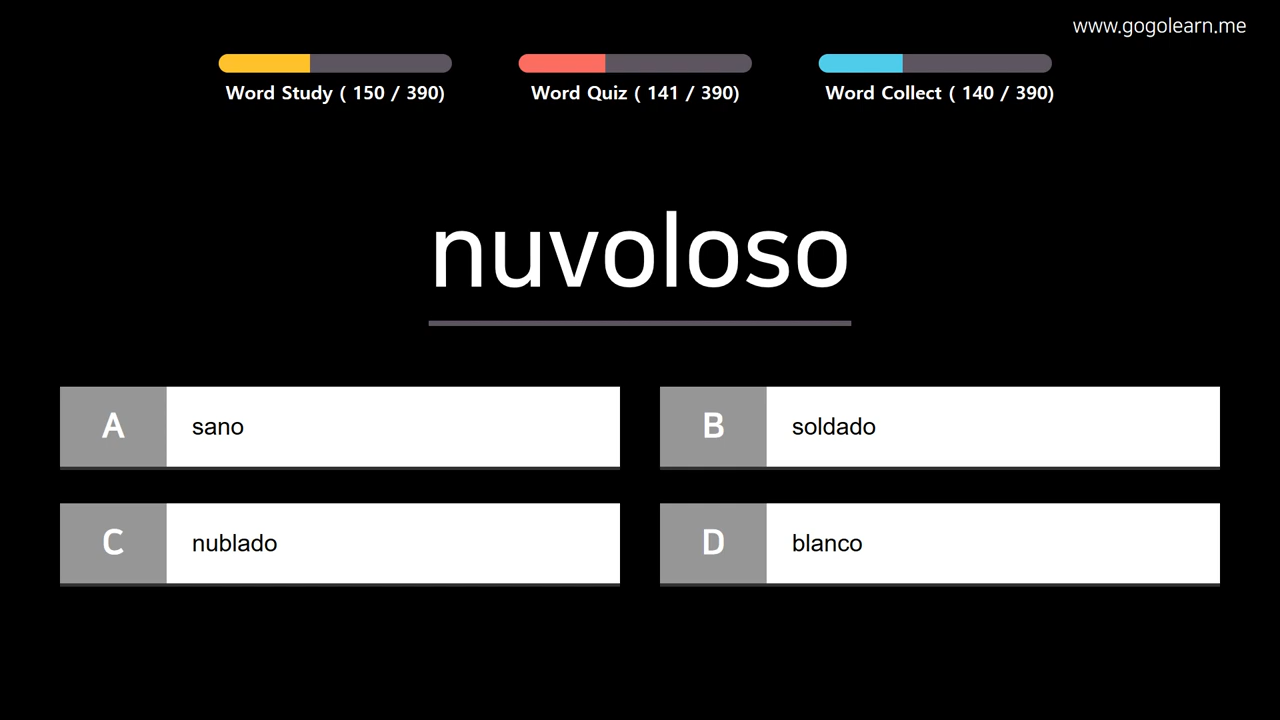 www.gogolearn.me
Word Study ( 150 / 390)
Word Quiz ( 141 / 390)
Word Collect ( 140 / 390)
nuvoloso
A sano
B soldado
C nublado
D blanco